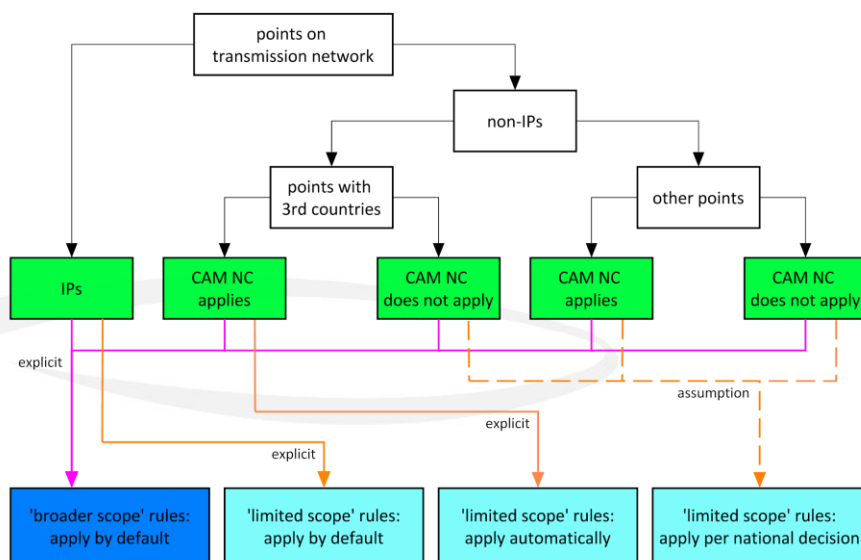 points on
transmission network
non-IPs
points with
3rd countries
other points
IPs
CAM NC
applies
CAM NC
does not apply
CAM NC
applies
CAM NC
does not apply
explicit
assumption
explicit
explicit
'broader scope' rules:
apply by default
'limited scope' rules:
apply by default
'limited scope' rules:
apply automatically
'limited scope' rules:
apply per national decision